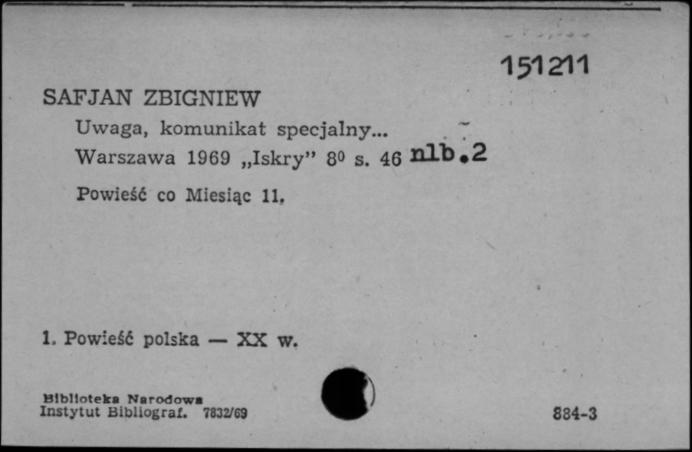 151211
SAFJAN ZBIGNIEW
Uwaga, komunikat specjalny...
Warszawa 1969 „Iskry” 8⁰ s. 46 nlb.2
Powieść co Miesiąc 11.
1. Powieść polska — XX w.
Biblioteka Narodowa
Instytut Bibliograf. 7832/69
884-3